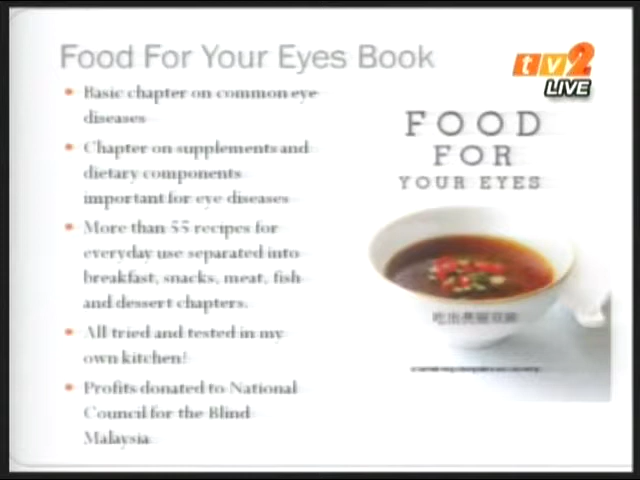 Food For Your Eyes Book
tv2
LIVE
Basic chapter on common eye
diseases
Chapter on supplements and
dietary components
important for eye diseases
More than 55 recipes for
everyday use separated into
breakfast, snacks, meat, fish
and dessert chapters.
All tried and tested in my
own kitchen!
Profits donated to National
Council for the Blind
Malaysia
FOOD
FOR
YOUR EYES